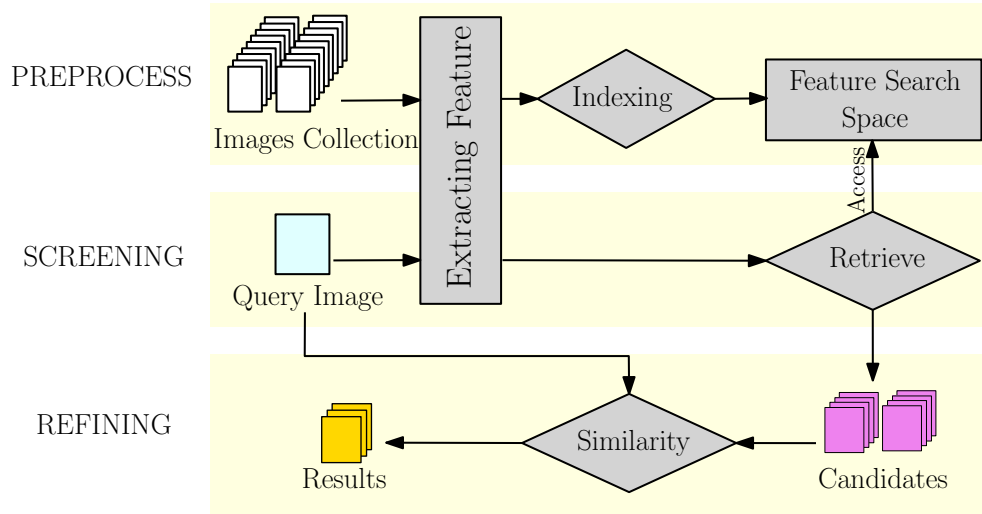 PREPROCESS
Images Collection
Extracting Feature
Indexing
Feature Search
Space
Access
SCREENING
Query Image
Retrieve
REFINING
Results
Similarity
Candidates